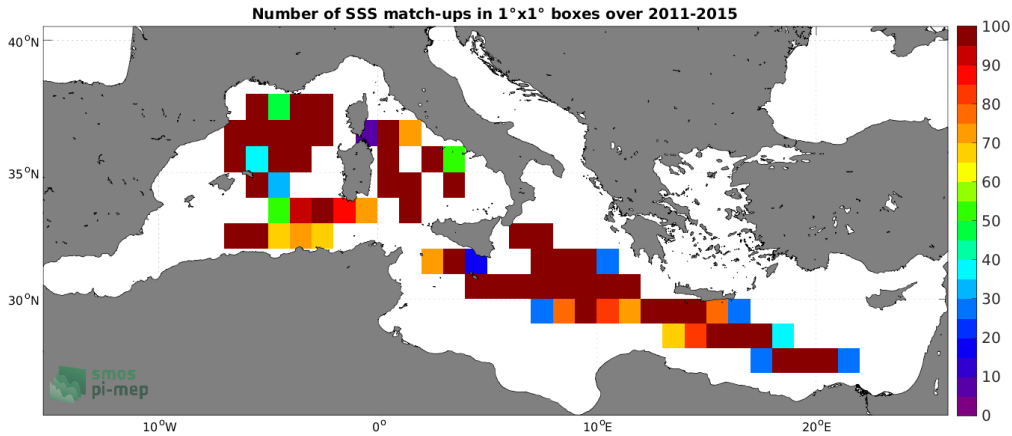 Number of SSS match-ups in 1°x1° boxes over 2011-2015
40°N
35°N
30°N
10°W
0°
10°E
20°E
100
90
80
70
60
50
40
30
20
10
0
smos
pi-mep